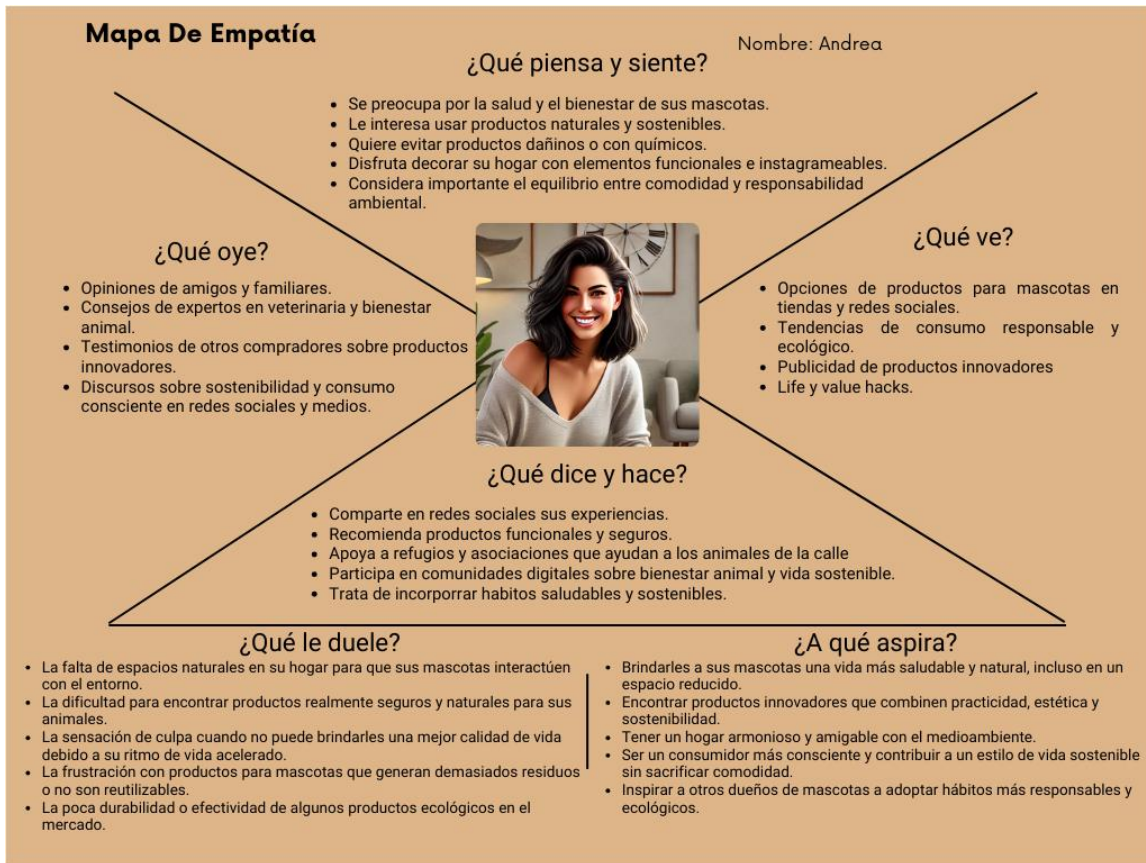 Mapa De Empatía
Nombre: Andrea
¿Qué piensa y siente?
• Se preocupa por la salud y el bienestar de sus mascotas.
• Le interesa usar productos naturales y sostenibles.
• Quiere evitar productos dañinos o con químicos.
• Disfruta decorar su hogar con elementos funcionales e instagrameables.
• Considera importante el equilibrio entre comodidad y responsabilidad
ambiental.
¿Qué oye?
• Opiniones de amigos y familiares.
• Consejos de expertos en veterinaria y bienestar
animal.
• Testimonios de otros compradores sobre productos
innovadores.
• Discursos sobre sostenibilidad y consumo
consciente en redes sociales y medios.
¿Qué ve?
• Opciones de productos para mascotas en
tiendas y redes sociales.
• Tendencias de consumo responsable y
ecológico.
• Publicidad de productos innovadores
• Life y value hacks.
¿Qué dice y hace?
• Comparte en redes sociales sus experiencias.
• Recomienda productos funcionales y seguros.
• Apoya a refugios y asociaciones que ayudan a los animales de la calle
• Participa en comunidades digitales sobre bienestar animal y vida sostenible.
• Trata de incorporrar habitos saludables y sostenibles.
¿Qué le duele?
• La falta de espacios naturales en su hogar para que sus mascotas interactúen
con el entorno.
• La dificultad para encontrar productos realmente seguros y naturales para sus
animales.
• La sensación de culpa cuando no puede brindarles una mejor calidad de vida
debido a su ritmo de vida acelerado.
• La frustración con productos para mascotas que generan demasiados residuos
o no son reutilizables.
• La poca durabilidad o efectividad de algunos productos ecológicos en el
mercado.
¿A qué aspira?
• Brindarles a sus mascotas una vida más saludable y natural, incluso en un
espacio reducido.
• Encontrar productos innovadores que combinen practicidad, estética y
sostenibilidad.
• Tener un hogar armonioso y amigable con el medioambiente.
• Ser un consumidor más consciente y contribuir a un estilo de vida sostenible
sin sacrificar comodidad.
• Inspirar a otros dueños de mascotas a adoptar hábitos más responsables y
ecológicos.